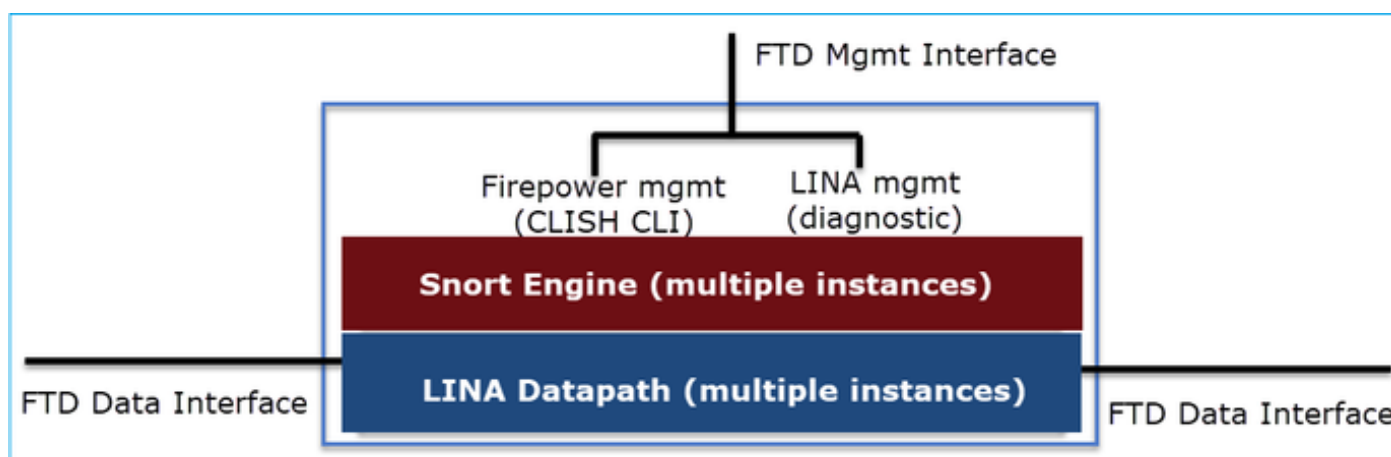 FTD Mgmt Interface
Firepower mgmt
(CLISH CLI)
LINA mgmt
(diagnostic)
Snort Engine (multiple instances)
LINA Datapath (multiple instances)
FTD Data Interface
FTD Data Interface